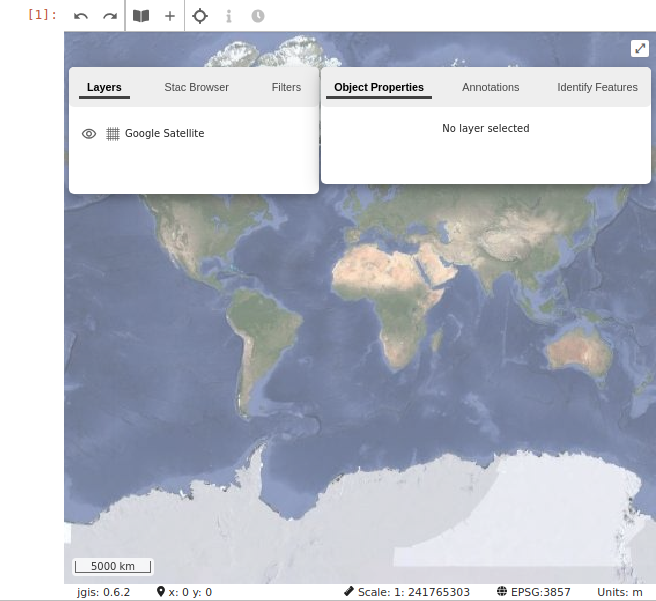 [1]:
Layers Stac Browser Filters Object Properties Annotations Identify Features
Google Satellite No layer selected
5000 km
jgis: 0.6.2 x: 0 y: 0 Scale: 1: 241765303 EPSG:3857 Units: m